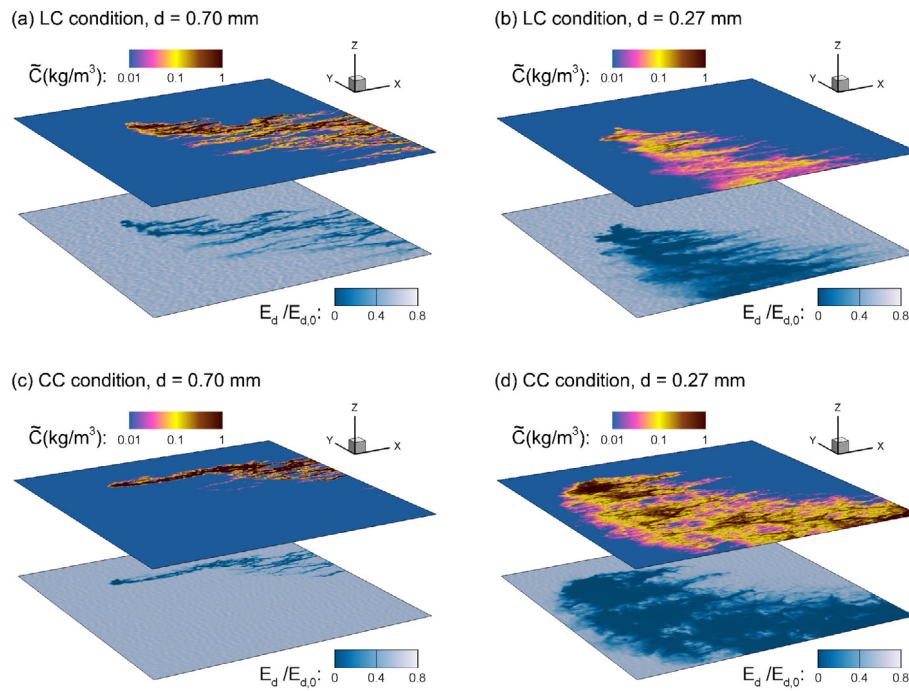 (a) LC condition, d = 0.70 mm
C̃(kg/m³):
0.01 0.1 1
Z
Y
X
E_d /E_d,0:
0 0.4 0.8
(b) LC condition, d = 0.27 mm
C̃(kg/m³):
0.01 0.1 1
Z
Y
X
E_d /E_d,0:
0 0.4 0.8
(c) CC condition, d = 0.70 mm
C̃(kg/m³):
0.01 0.1 1
Z
Y
X
E_d /E_d,0:
0 0.4 0.8
(d) CC condition, d = 0.27 mm
C̃(kg/m³):
0.01 0.1 1
Z
Y
X
E_d /E_d,0:
0 0.4 0.8